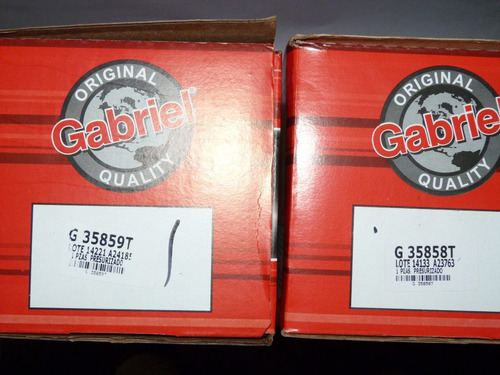 ORIGINAL
Gabriel
QUALITY
G 35859T
LOTE 14221 A24185
1 PZAS. PRESURIZADO
ORIGINAL
Gabriel
QUALITY
G 35858T
LOTE 14133 A23763
1 PZAS. PRESURIZADO